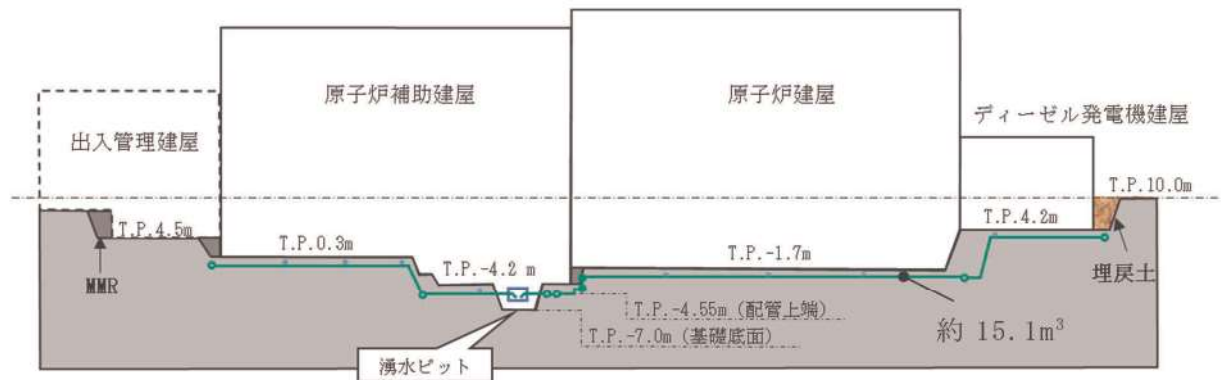 原子炉補助建屋
原子炉建屋
出入管理建屋
ディーゼル発電機建屋
T.P.10.0m
T.P.4.5m
T.P.0.3m
T.P.-4.2 m
T.P.-1.7m
T.P.4.2m
MMR
埋戻土
T.P.-4.55m（配管上端）
T.P.-7.0m（基礎底面）
約 15.1m³
湧水ピット